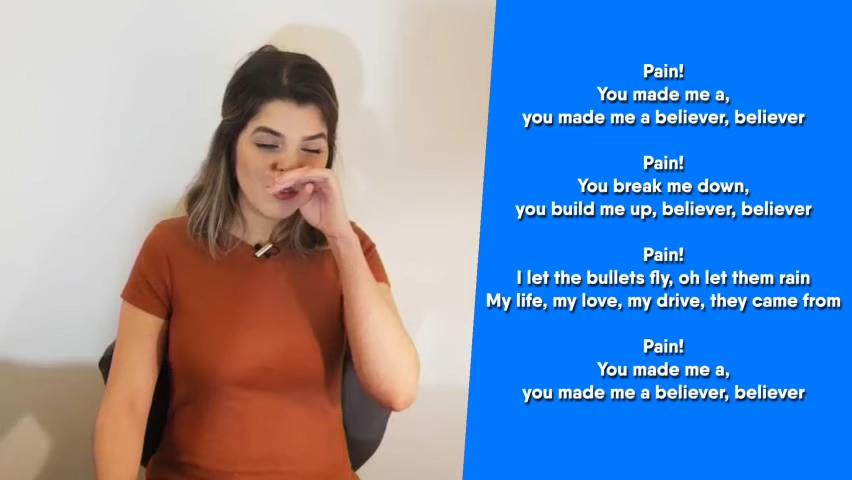 Pain!
You made me a,
you made me a believer, believer
Pain!
You break me down,
you build me up, believer, believer
Pain!
I let the bullets fly, oh let them rain
My life, my love, my drive, they came from
Pain!
You made me a,
you made me a believer, believer